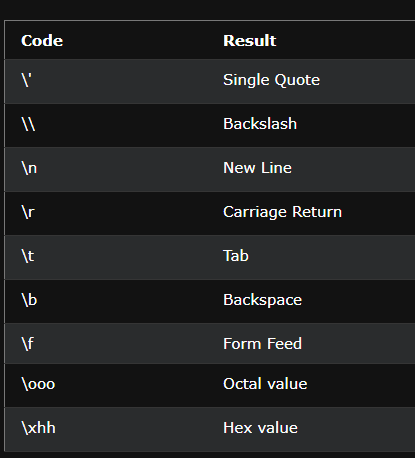 Code Result
\' Single Quote
\\ Backslash
\n New Line
\r Carriage Return
\t Tab
\b Backspace
\f Form Feed
\ooo Octal value
\xhh Hex value